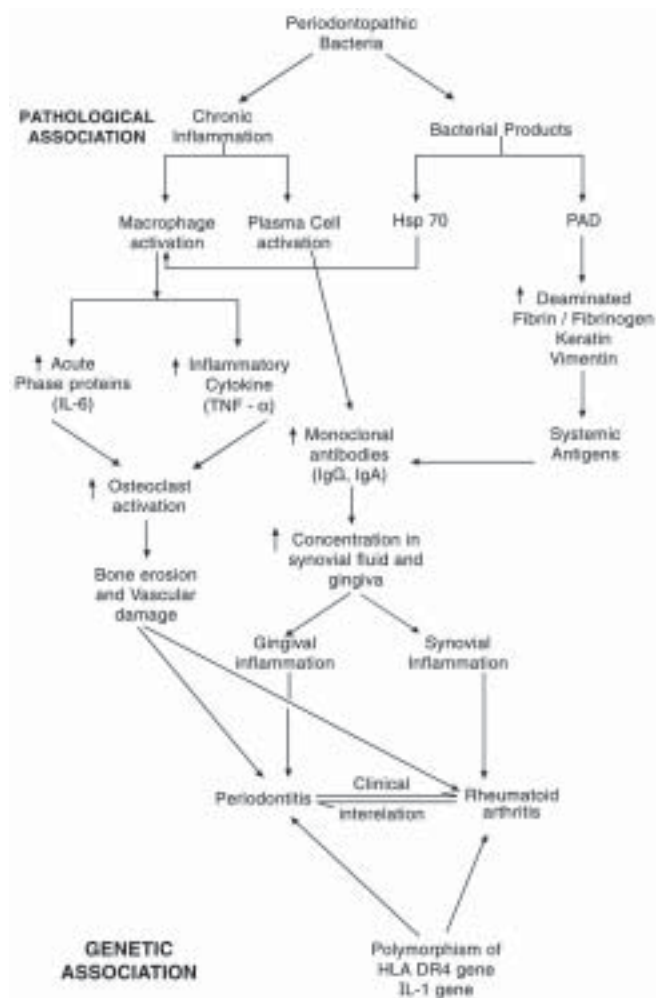 Periodontopathic
Bacteria
PATHOLOGICAL
ASSOCIATION
Chronic
Inflammation
Bacterial Products
Macrophage
activation
Plasma Cell
activation
Hsp 70
PAD
Deaminated
Fibrin / Fibrinogen
Keratin
Vimentin
Acute
Phase proteins
(IL-6)
Inflammatory
Cytokine
(TNF - α)
Monoclonal
antibodies
(IgG, IgA)
Systemic
Antigens
Osteoclast
activation
Concentration in
synovial fluid and
gingiva
Bone erosion
and Vascular
damage
Gingival
inflammation
Synovial
Inflammation
Periodontitis
Clinical
interelation
Rheumatoid
arthritis
GENETIC
ASSOCIATION
Polymorphism of
HLA DR4 gene
IL-1 gene